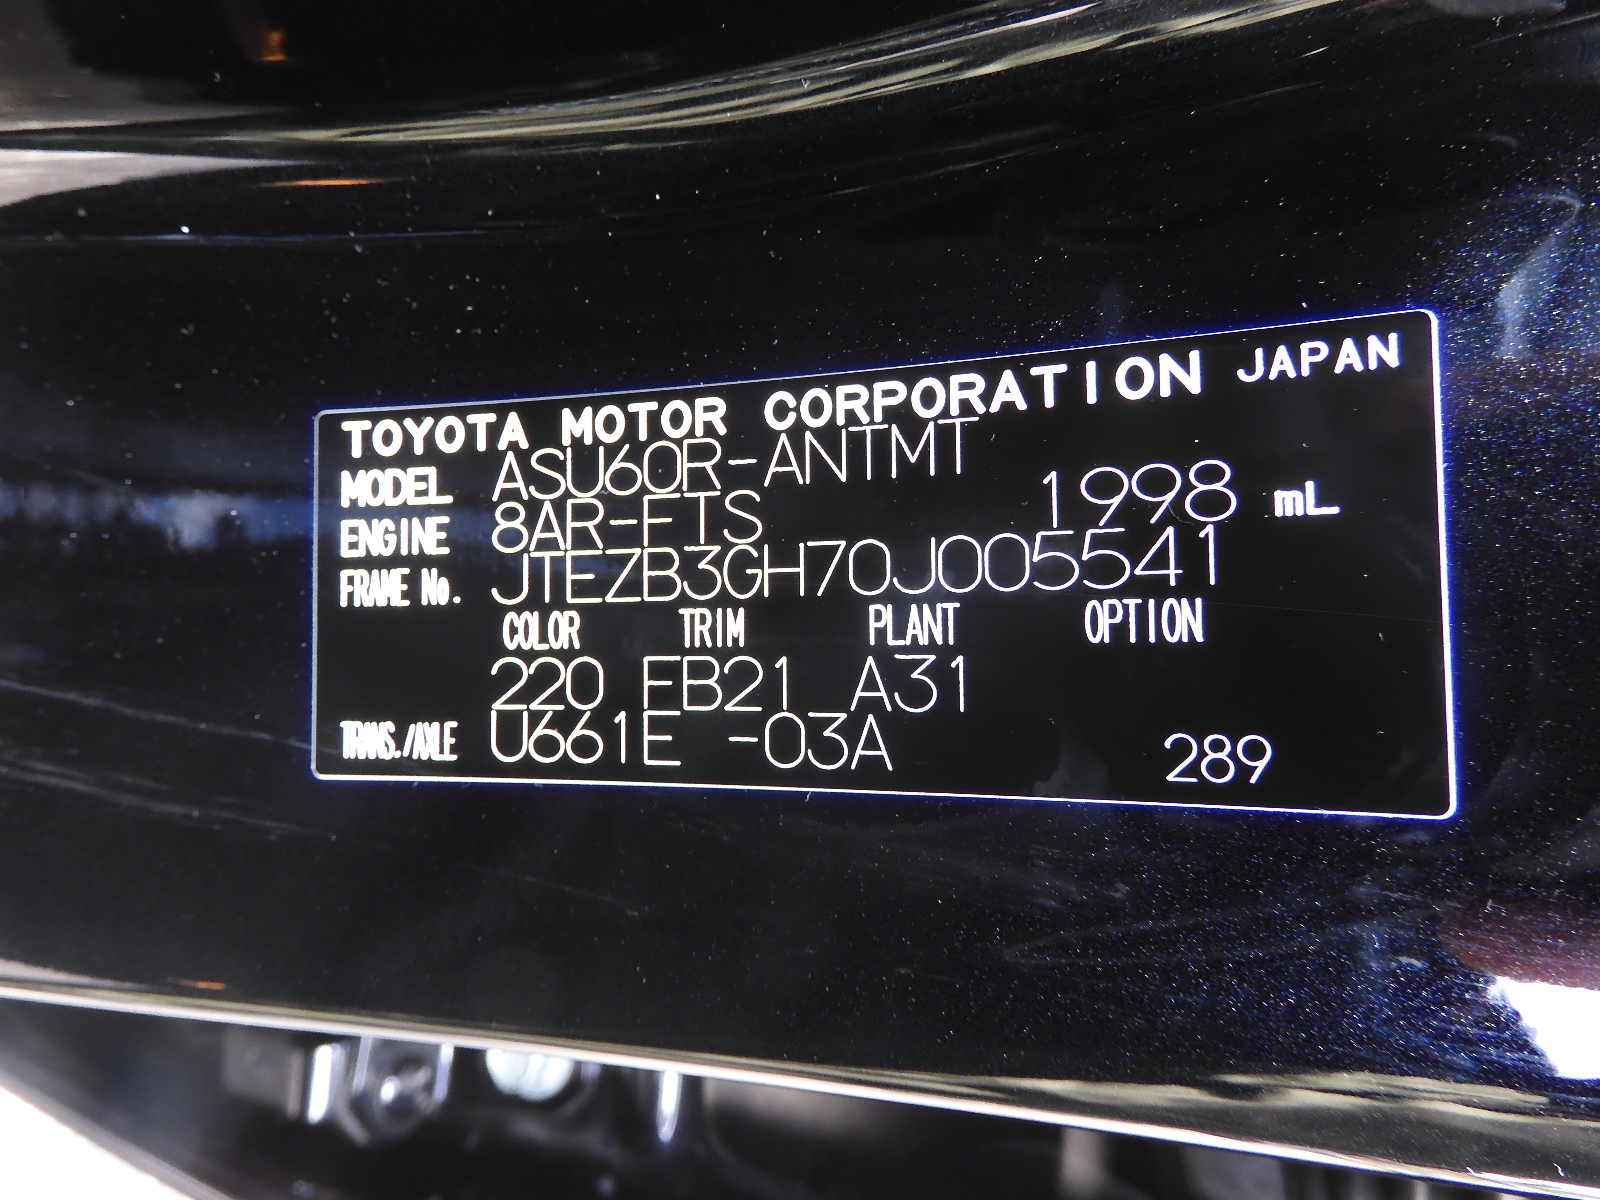 TOYOTA MOTOR CORPORATION JAPAN
MODEL ASU60R-ANTMT
ENGINE 8AR-FTS 1998 mL
FRAME No. JTEZB3GH70J005541
COLOR TRIM PLANT OPTION
220 FB21 A31
TRANS./AXLE U661E -03A 289